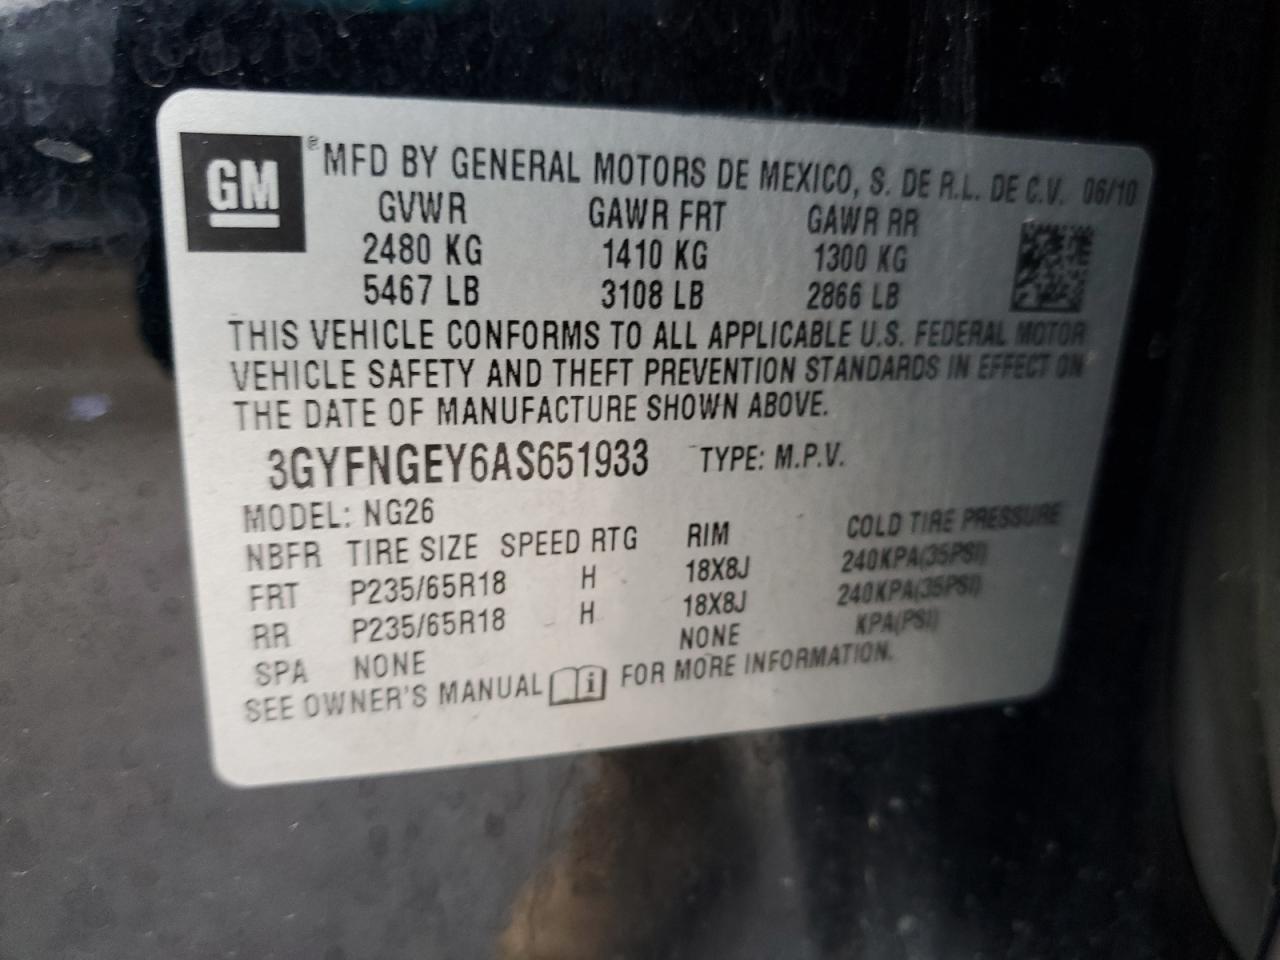 GM ® MFD BY GENERAL MOTORS DE MEXICO, S. DE R.L. DE C.V. 06/10
GVWR GAWR FRT GAWR RR
2480 KG 1410 KG 1300 KG
5467 LB 3108 LB 2866 LB
THIS VEHICLE CONFORMS TO ALL APPLICABLE U.S. FEDERAL MOTOR
VEHICLE SAFETY AND THEFT PREVENTION STANDARDS IN EFFECT ON
THE DATE OF MANUFACTURE SHOWN ABOVE.
3GYFNGEY6AS651933 TYPE: M.P.V.
MODEL: NG26
NBFR TIRE SIZE SPEED RTG RIM COLD TIRE PRESSURE
FRT P235/65R18 H 18X8J 240KPA(35PSI)
RR P235/65R18 H 18X8J 240KPA(35PSI)
SPA NONE NONE KPA(PSI)
SEE OWNER'S MANUAL i FOR MORE INFORMATION.